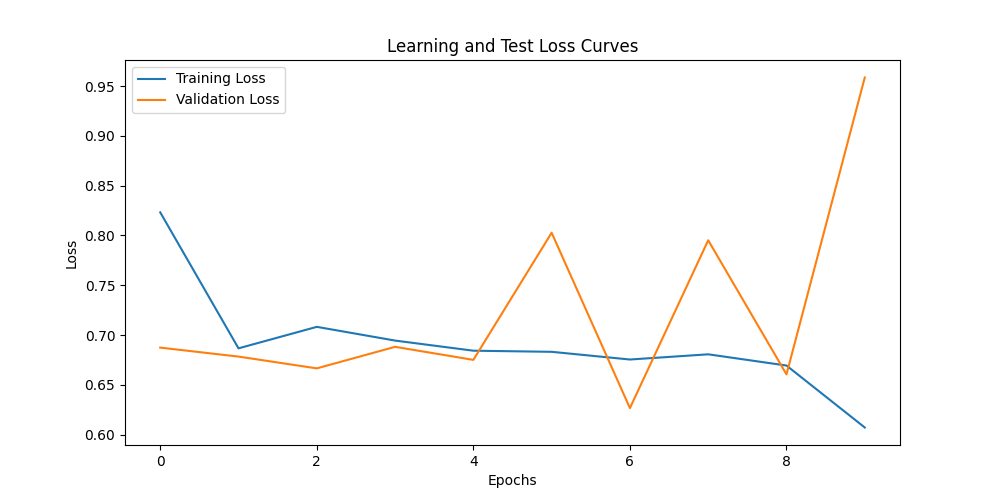 Learning and Test Loss Curves
Training Loss
Validation Loss
0.95
0.90
0.85
0.80
0.75
0.70
0.65
0.60
Loss
0 2 4 6 8
Epochs